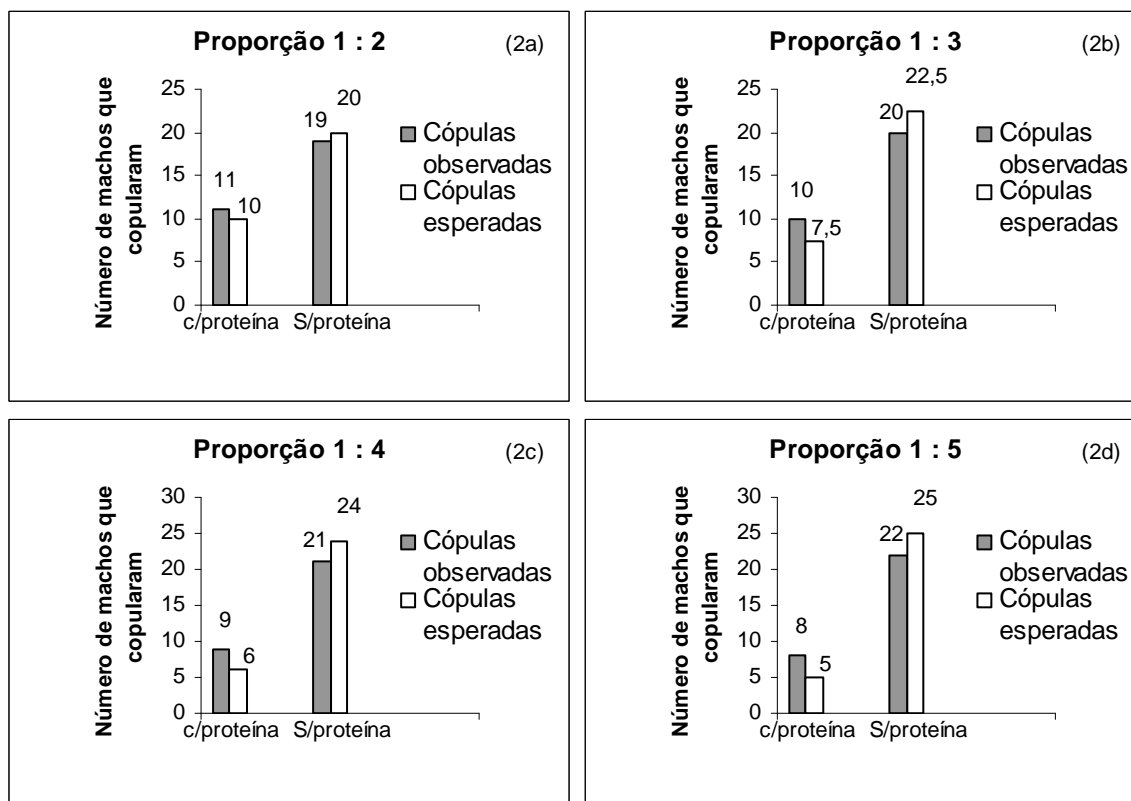 Proporção 1 : 2
(2a)
Número de machos que
copularam
25
20
15
10
5
0
11
10
19
20
c/proteína
S/proteína
Cópulas
observadas
Cópulas
esperadas
Proporção 1 : 3
(2b)
Número de machos que
copularam
25
20
15
10
5
0
10
7,5
20
22,5
c/proteína
S/proteína
Cópulas
observadas
Cópulas
esperadas
Proporção 1 : 4
(2c)
Número de machos que
copularam
30
25
20
15
10
5
0
9
6
21
24
c/proteína
S/proteína
Cópulas
observadas
Cópulas
esperadas
Proporção 1 : 5
(2d)
Número de machos que
copularam
30
25
20
15
10
5
0
8
5
22
25
c/proteína
S/proteína
Cópulas
observadas
Cópulas
esperadas